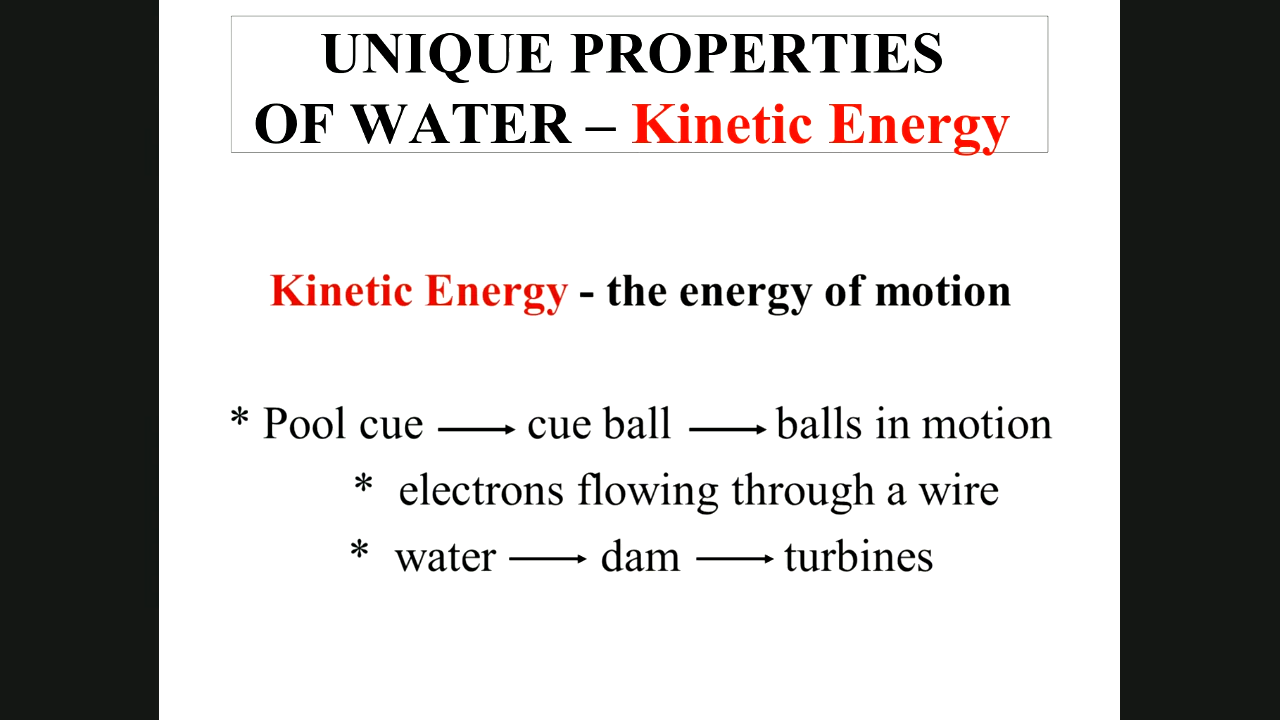 UNIQUE PROPERTIES
OF WATER – Kinetic Energy
Kinetic Energy - the energy of motion
* Pool cue ⟶ cue ball ⟶ balls in motion
* electrons flowing through a wire
* water ⟶ dam ⟶ turbines